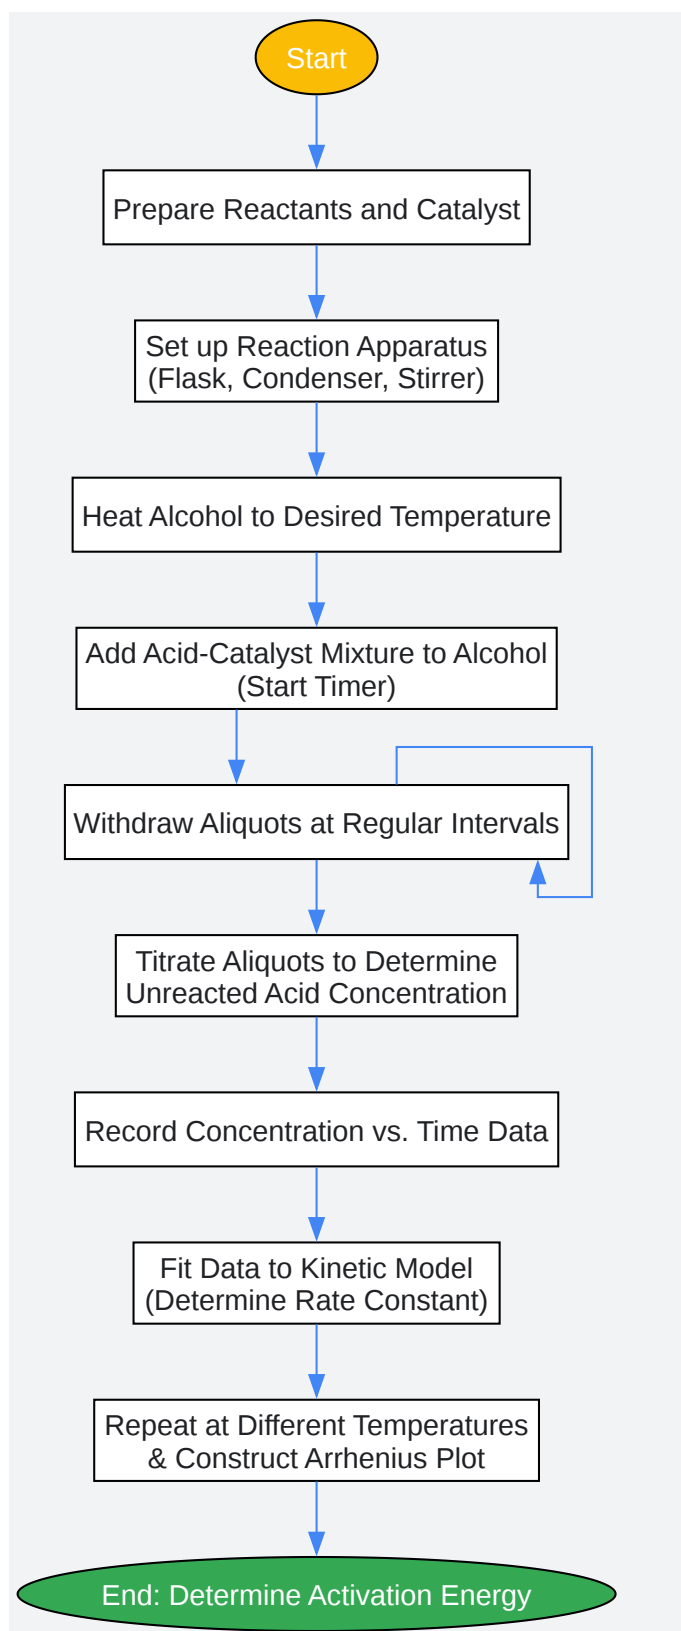 Start
Prepare Reactants and Catalyst
Set up Reaction Apparatus
(Flask, Condenser, Stirrer)
Heat Alcohol to Desired Temperature
Add Acid-Catalyst Mixture to Alcohol
(Start Timer)
Withdraw Aliquots at Regular Intervals
Titrate Aliquots to Determine
Unreacted Acid Concentration
Record Concentration vs. Time Data
Fit Data to Kinetic Model
(Determine Rate Constant)
Repeat at Different Temperatures
& Construct Arrhenius Plot
End: Determine Activation Energy